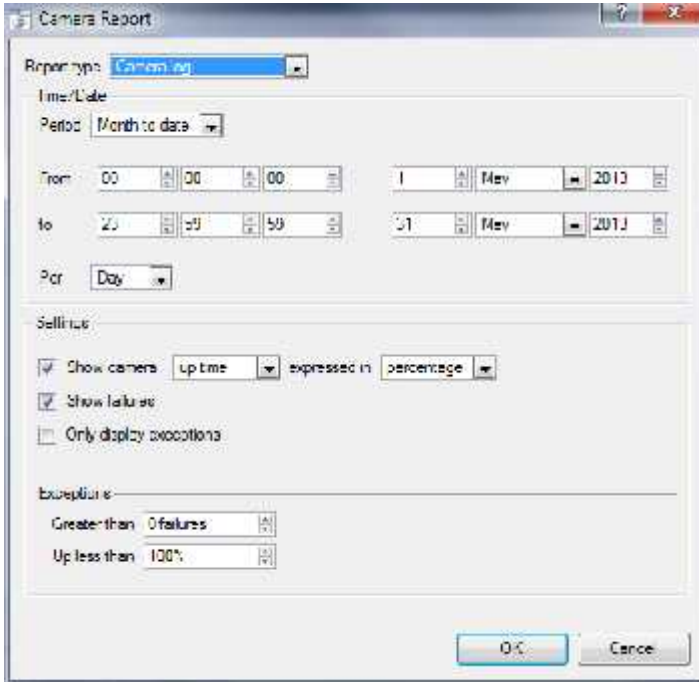 Camera Report
Report type Camera log
Time/Date
Period Month to date
From 00 00 00 1 May 2013
to 23 59 59 31 May 2013
Per Day
Settings
Show camera up time expressed in percentage
Show failures
Only display exceptions
Exceptions
Greater than 0 failures
Up less than 100%
OK Cancel